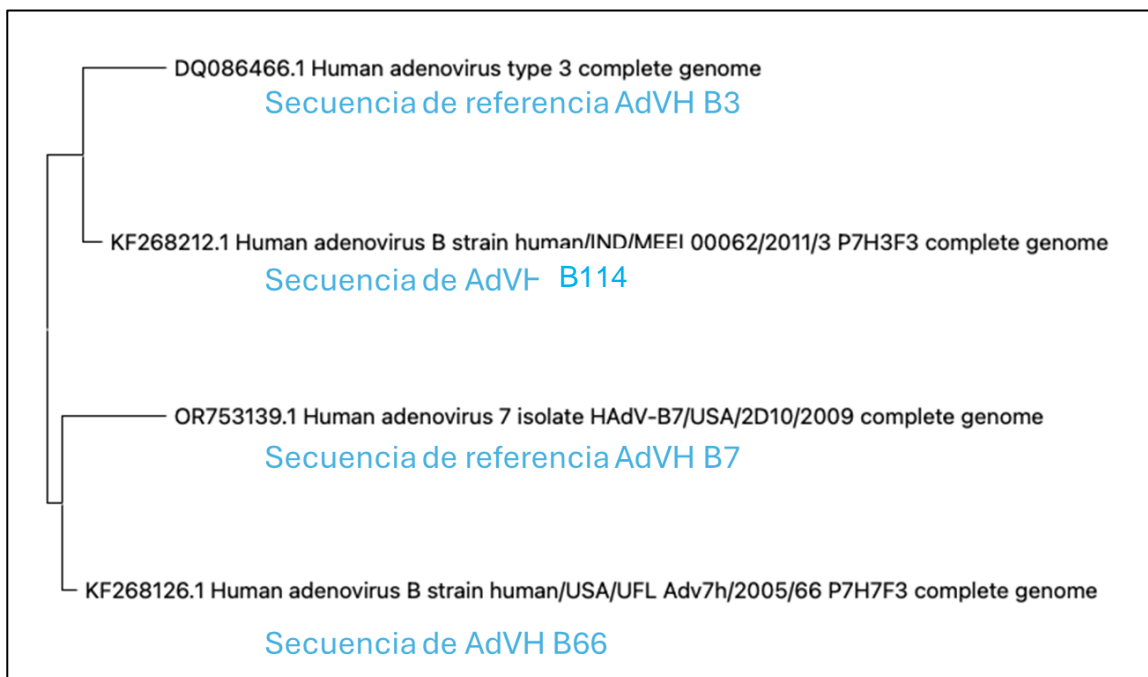 DQ086466.1 Human adenovirus type 3 complete genome
Secuencia de referencia AdVH B3
KF268212.1 Human adenovirus B strain human/IND/MEEI 00062/2011/3 P7H3F3 complete genome
Secuencia de AdVH B114
OR753139.1 Human adenovirus 7 isolate HAdV-B7/USA/2D10/2009 complete genome
Secuencia de referencia AdVH B7
KF268126.1 Human adenovirus B strain human/USA/UFL Adv7h/2005/66 P7H7F3 complete genome
Secuencia de AdVH B66